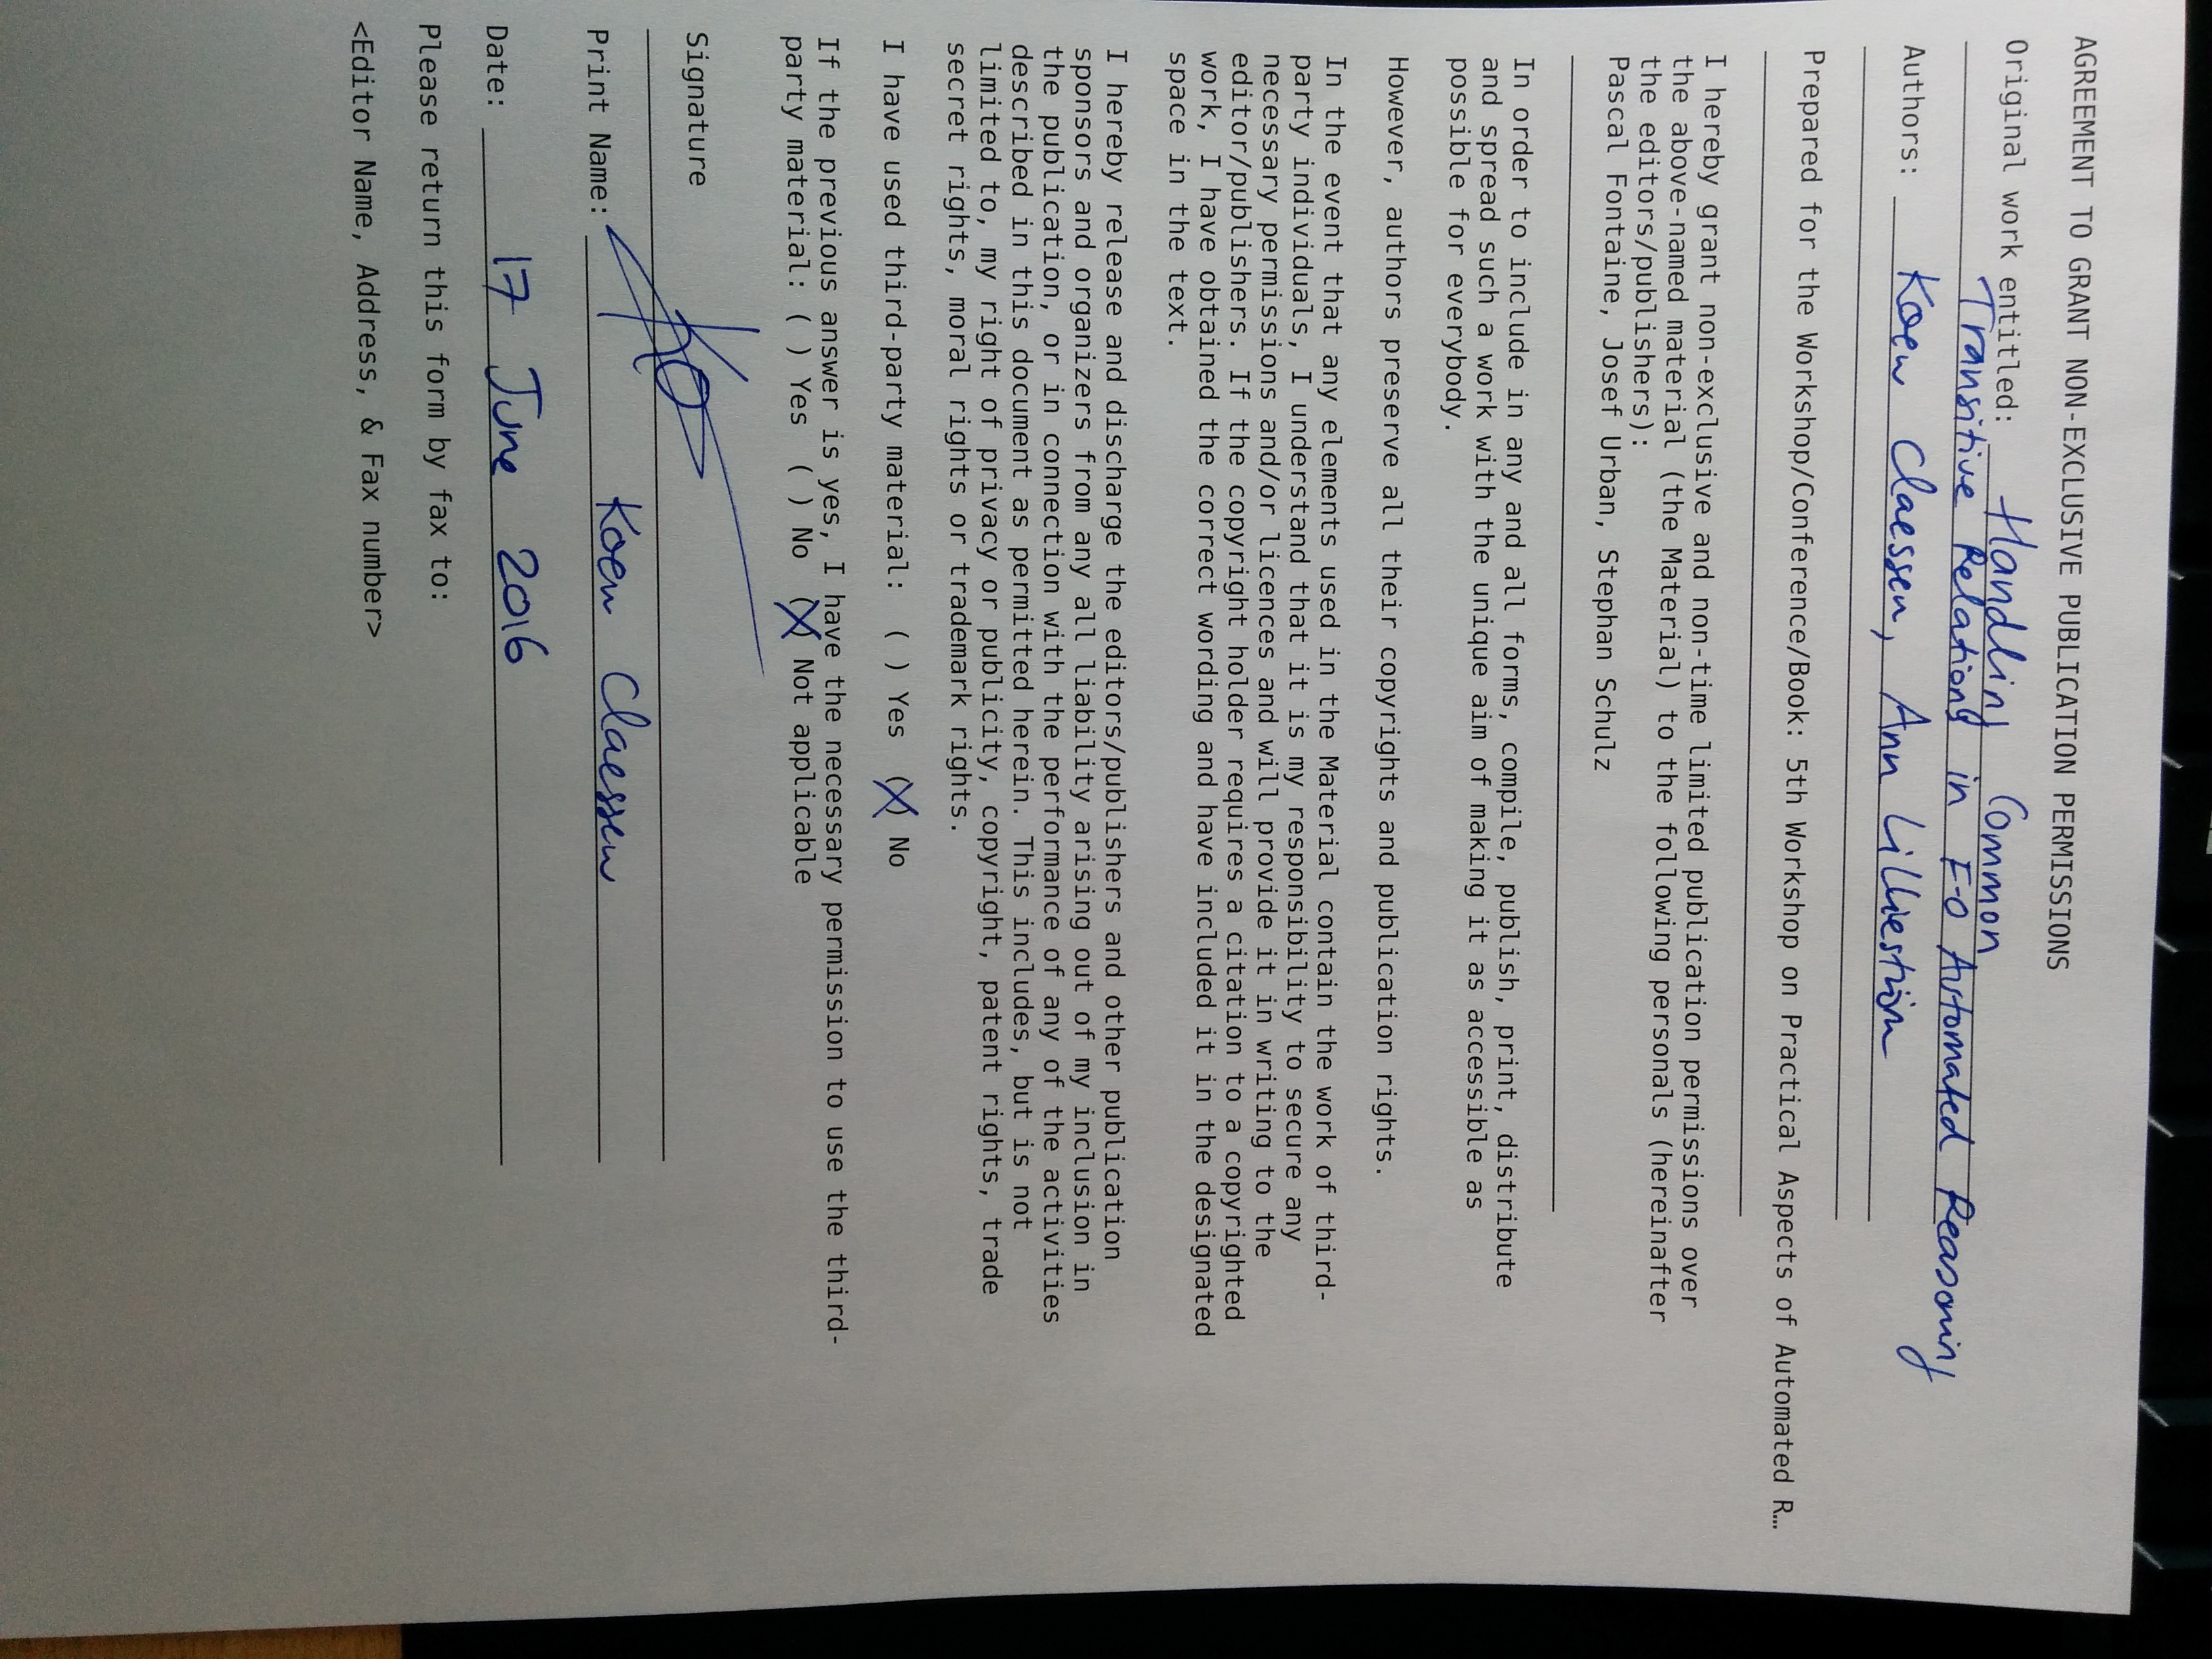 AGREEMENT TO GRANT NON-EXCLUSIVE PUBLICATION PERMISSIONS
Original work entitled: Handling Common
Transitive Relations in F-O Automated Reasoning
Authors: Koen Claessen, Ann Lillieström
Prepared for the Workshop/Conference/Book: 5th Workshop on Practical Aspects of Automated R…
I hereby grant non-exclusive and non-time limited publication permissions over
the above-named material (the Material) to the following personals (hereinafter
the editors/publishers):
Pascal Fontaine, Josef Urban, Stephan Schulz
In order to include in any and all forms, compile, publish, print, distribute
and spread such a work with the unique aim of making it as accessible as
possible for everybody.
However, authors preserve all their copyrights and publication rights.
In the event that any elements used in the Material contain the work of third-
party individuals, I understand that it is my responsibility to secure any
necessary permissions and/or licences and will provide it in writing to the
editor/publishers. If the copyright holder requires a citation to a copyrighted
work, I have obtained the correct wording and have included it in the designated
space in the text.
I hereby release and discharge the editors/publishers and other publication
sponsors and organizers from any all liability arising out of my inclusion in
the publication, or in connection with the performance of any of the activities
described in this document as permitted herein. This includes, but is not
limited to, my right of privacy or publicity, copyright, patent rights, trade
secret rights, moral rights or trademark rights.
I have used third-party material: ( ) Yes (X) No
If the previous answer is yes, I have the necessary permission to use the third-
party material: ( ) Yes ( ) No (X) Not applicable
Signature
Print Name: Koen Claessen
Date: 17 June 2016
Please return this form by fax to:
<Editor Name, Address, & Fax number>